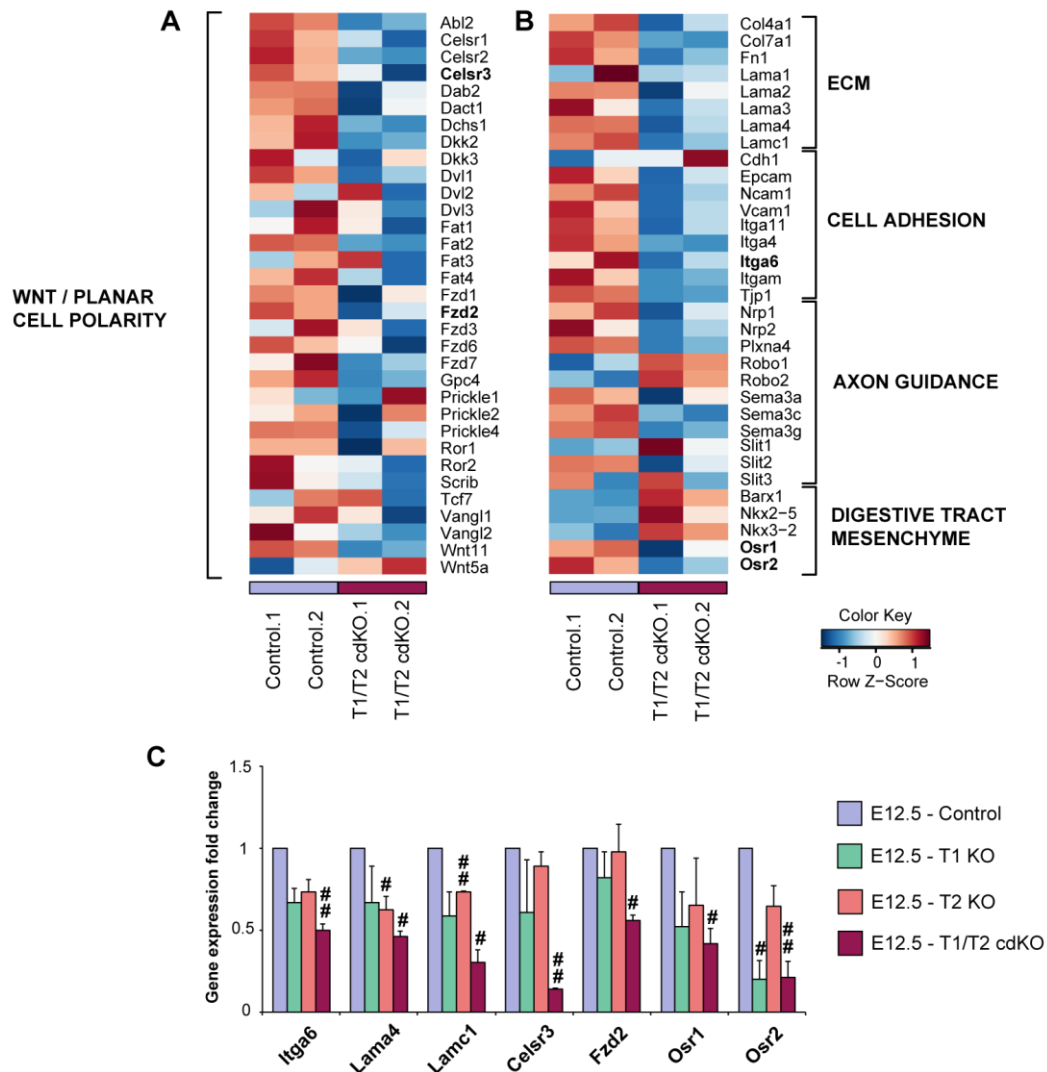 A
Abl2
Celsr1
Celsr2
Celsr3
Dab2
Dact1
Dchs1
Dkk2
Dkk3
Dvl1
Dvl2
Dvl3
Fat1
Fat2
Fat3
Fat4
Fzd1
Fzd2
Fzd3
Fzd6
Fzd7
Gpc4
Prickle1
Prickle2
Prickle4
Ror1
Ror2
Scrib
Tcf7
Vangl1
Vangl2
Wnt11
Wnt5a
WNT / PLANAR
CELL POLARITY
Control.1
Control.2
T1/T2 cdKO.1
T1/T2 cdKO.2
B
Col4a1
Col7a1
Fn1
Lama1
Lama2
Lama3
Lama4
Lamc1
Cdh1
Epcam
Ncam1
Vcam1
Itga11
Itga4
Itga6
Itgam
Tjp1
Nrp1
Nrp2
Plxna4
Robo1
Robo2
Sema3a
Sema3c
Sema3g
Slit1
Slit2
Slit3
Barx1
Nkx2-5
Nkx3-2
Osr1
Osr2
ECM
CELL ADHESION
AXON GUIDANCE
DIGESTIVE TRACT
MESENCHYME
Control.1
Control.2
T1/T2 cdKO.1
T1/T2 cdKO.2
Color Key
-1 0 1
Row Z−Score
C
Gene expression fold change
1.5
1
0.5
0
#
#
#
#
#
#
#
#
#
#
#
#
#
#
Itga6
Lama4
Lamc1
Celsr3
Fzd2
Osr1
Osr2
E12.5 - Control
E12.5 - T1 KO
E12.5 - T2 KO
E12.5 - T1/T2 cdKO